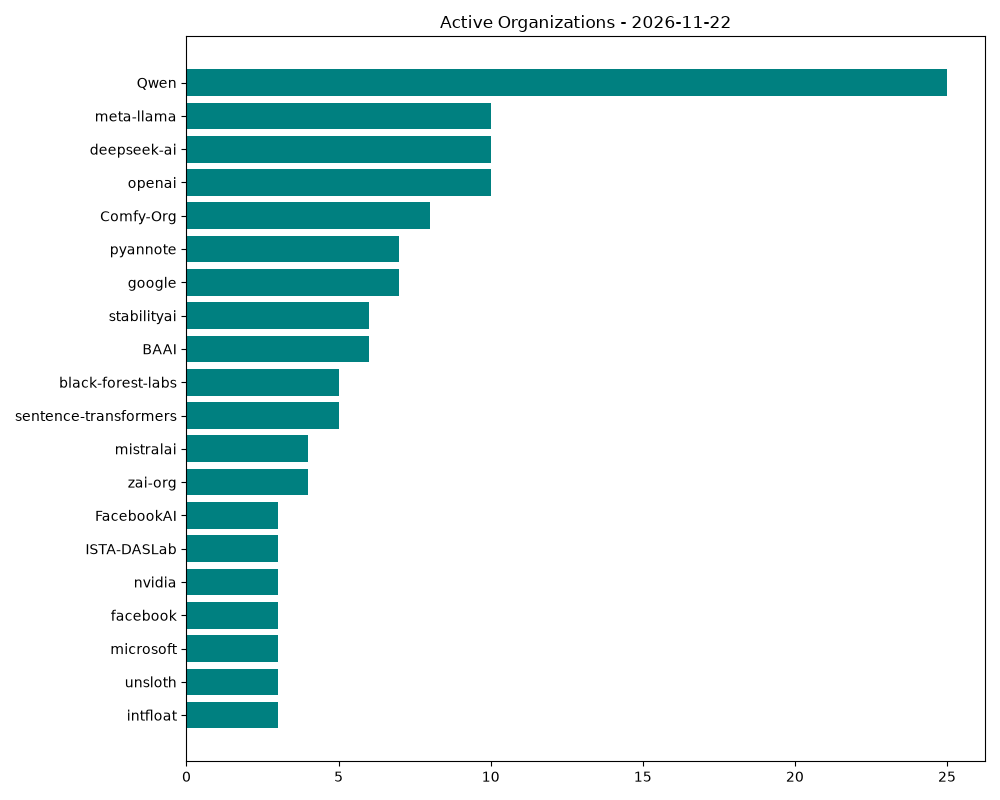 Active Organizations - 2026-11-22
Qwen
meta-llama
deepseek-ai
openai
Comfy-Org
pyannote
google
stabilityai
BAAI
black-forest-labs
sentence-transformers
mistralai
zai-org
FacebookAI
ISTA-DASLab
nvidia
facebook
microsoft
unsloth
intfloat
0 5 10 15 20 25